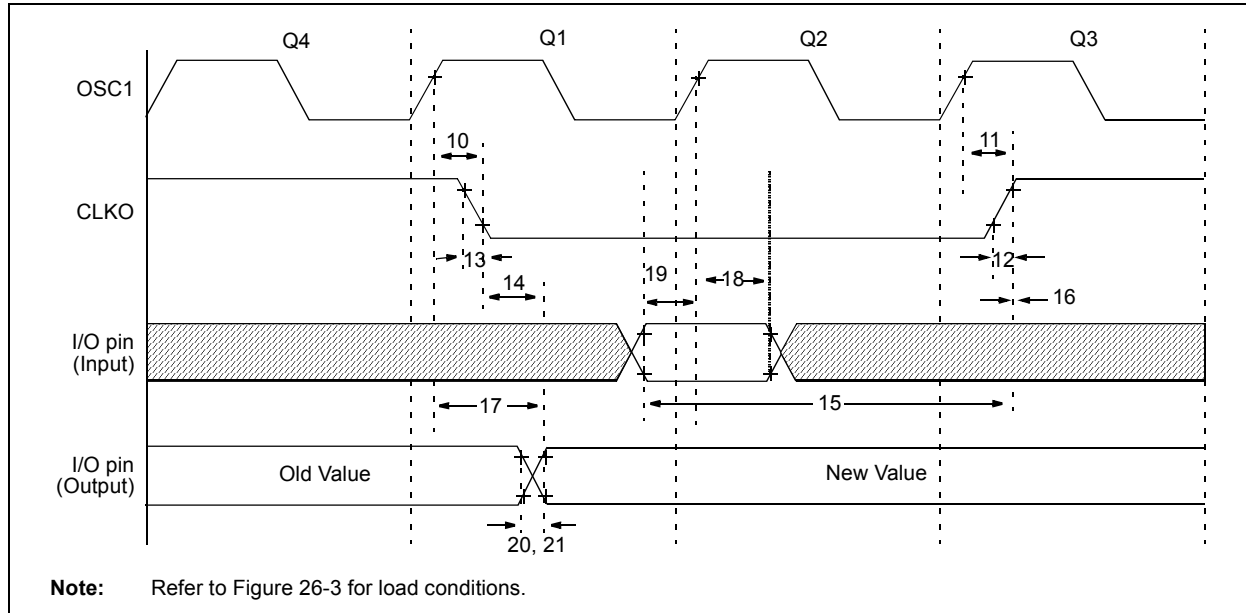 Q4 Q1 Q2 Q3
OSC1
10 11
CLKO
13 12
14 19 18 16
I/O pin
(Input)
17 15
I/O pin
(Output)
Old Value New Value
20, 21
Note: Refer to Figure 26-3 for load conditions.